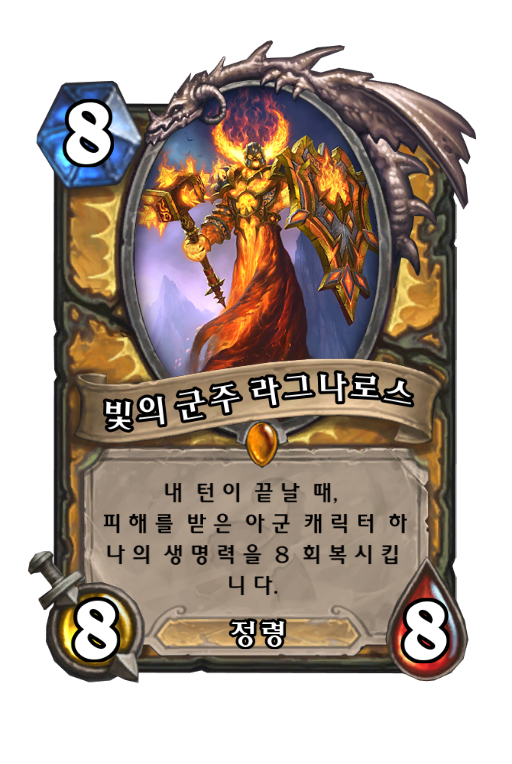 8
빛의 군주 라그나로스
내 턴이 끝날 때,
피해를 받은 아군 캐릭터 하
나의 생명력을 8 회복시킵
니다.
8
정령
8